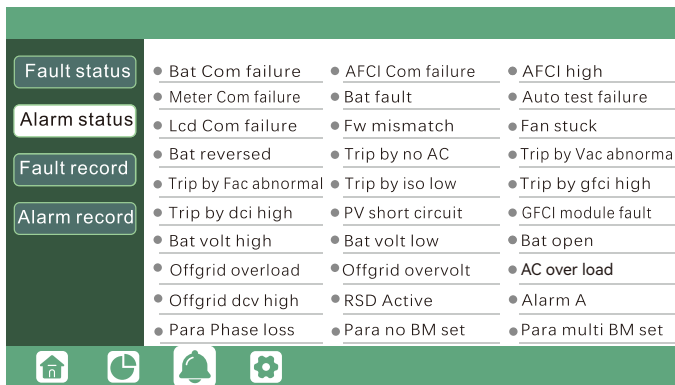 Fault status
Alarm status
Fault record
Alarm record
Bat Com failure AFCI Com failure AFCI high
Meter Com failure Bat fault Auto test failure
Lcd Com failure Fw mismatch Fan stuck
Bat reversed Trip by no AC Trip by Vac abnorma
Trip by Fac abnormal Trip by iso low Trip by gfci high
Trip by dci high PV short circuit GFCI module fault
Bat volt high Bat volt low Bat open
Offgrid overload Offgrid overvolt AC over load
Offgrid dcv high RSD Active Alarm A
Para Phase loss Para no BM set Para multi BM set